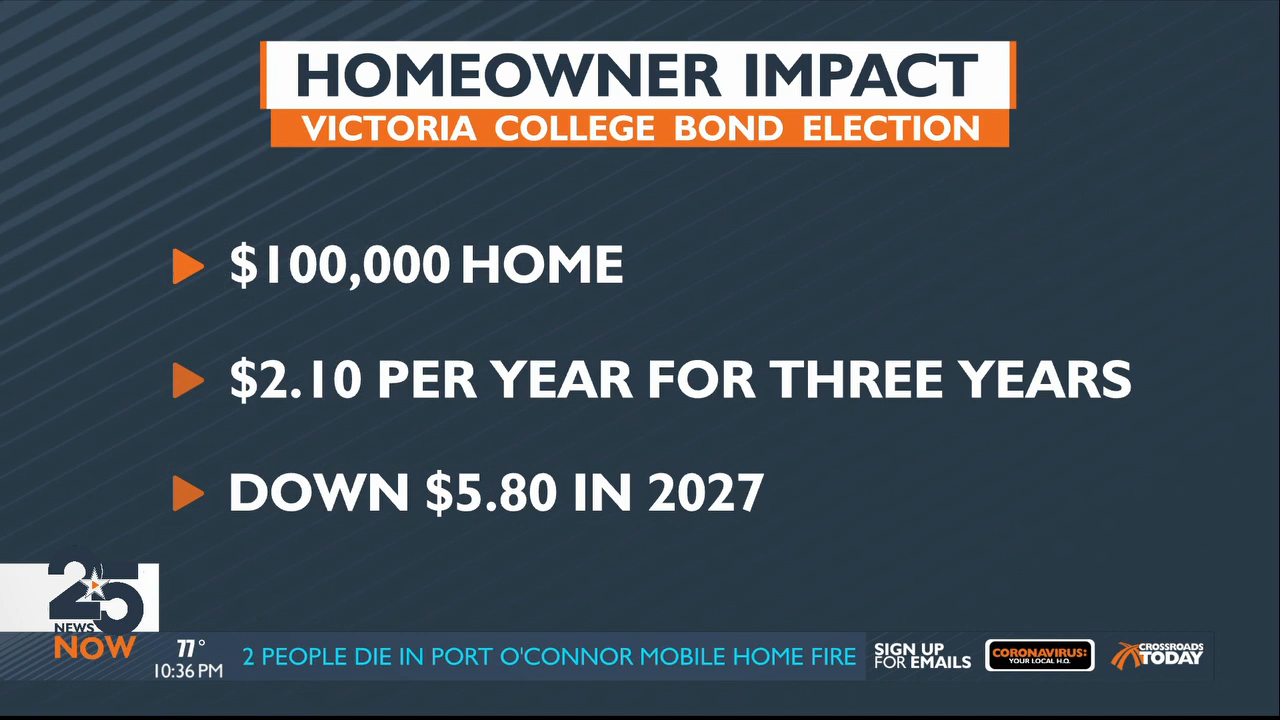 HOMEOWNER IMPACT
VICTORIA COLLEGE BOND ELECTION
$100,000 HOME
$2.10 PER YEAR FOR THREE YEARS
DOWN $5.80 IN 2027
25
NEWS
NOW
77°
10:36 PM
2 PEOPLE DIE IN PORT O'CONNOR MOBILE HOME FIRE
SIGN UP
FOR EMAILS
CORONAVIRUS:
YOUR LOCAL H.Q.
CROSSROADS
TODAY